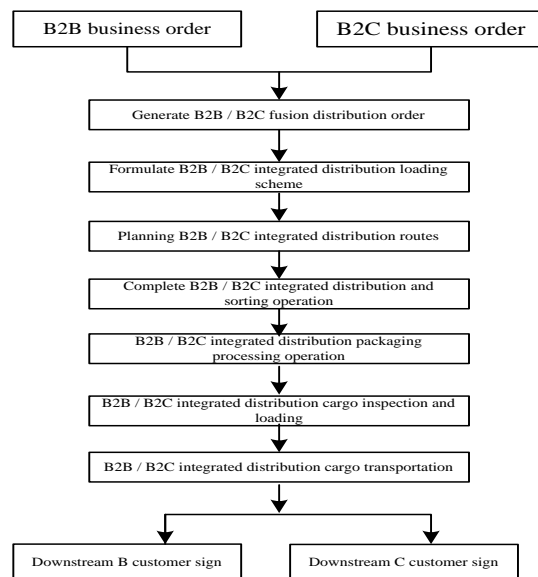 B2B business order
B2C business order
Generate B2B / B2C fusion distribution order
Formulate B2B / B2C integrated distribution loading
scheme
Planning B2B / B2C integrated distribution routes
Complete B2B / B2C integrated distribution and
sorting operation
B2B / B2C integrated distribution packaging
processing operation
B2B / B2C integrated distribution cargo inspection and
loading
B2B / B2C integrated distribution cargo transportation
Downstream B customer sign
Downstream C customer sign